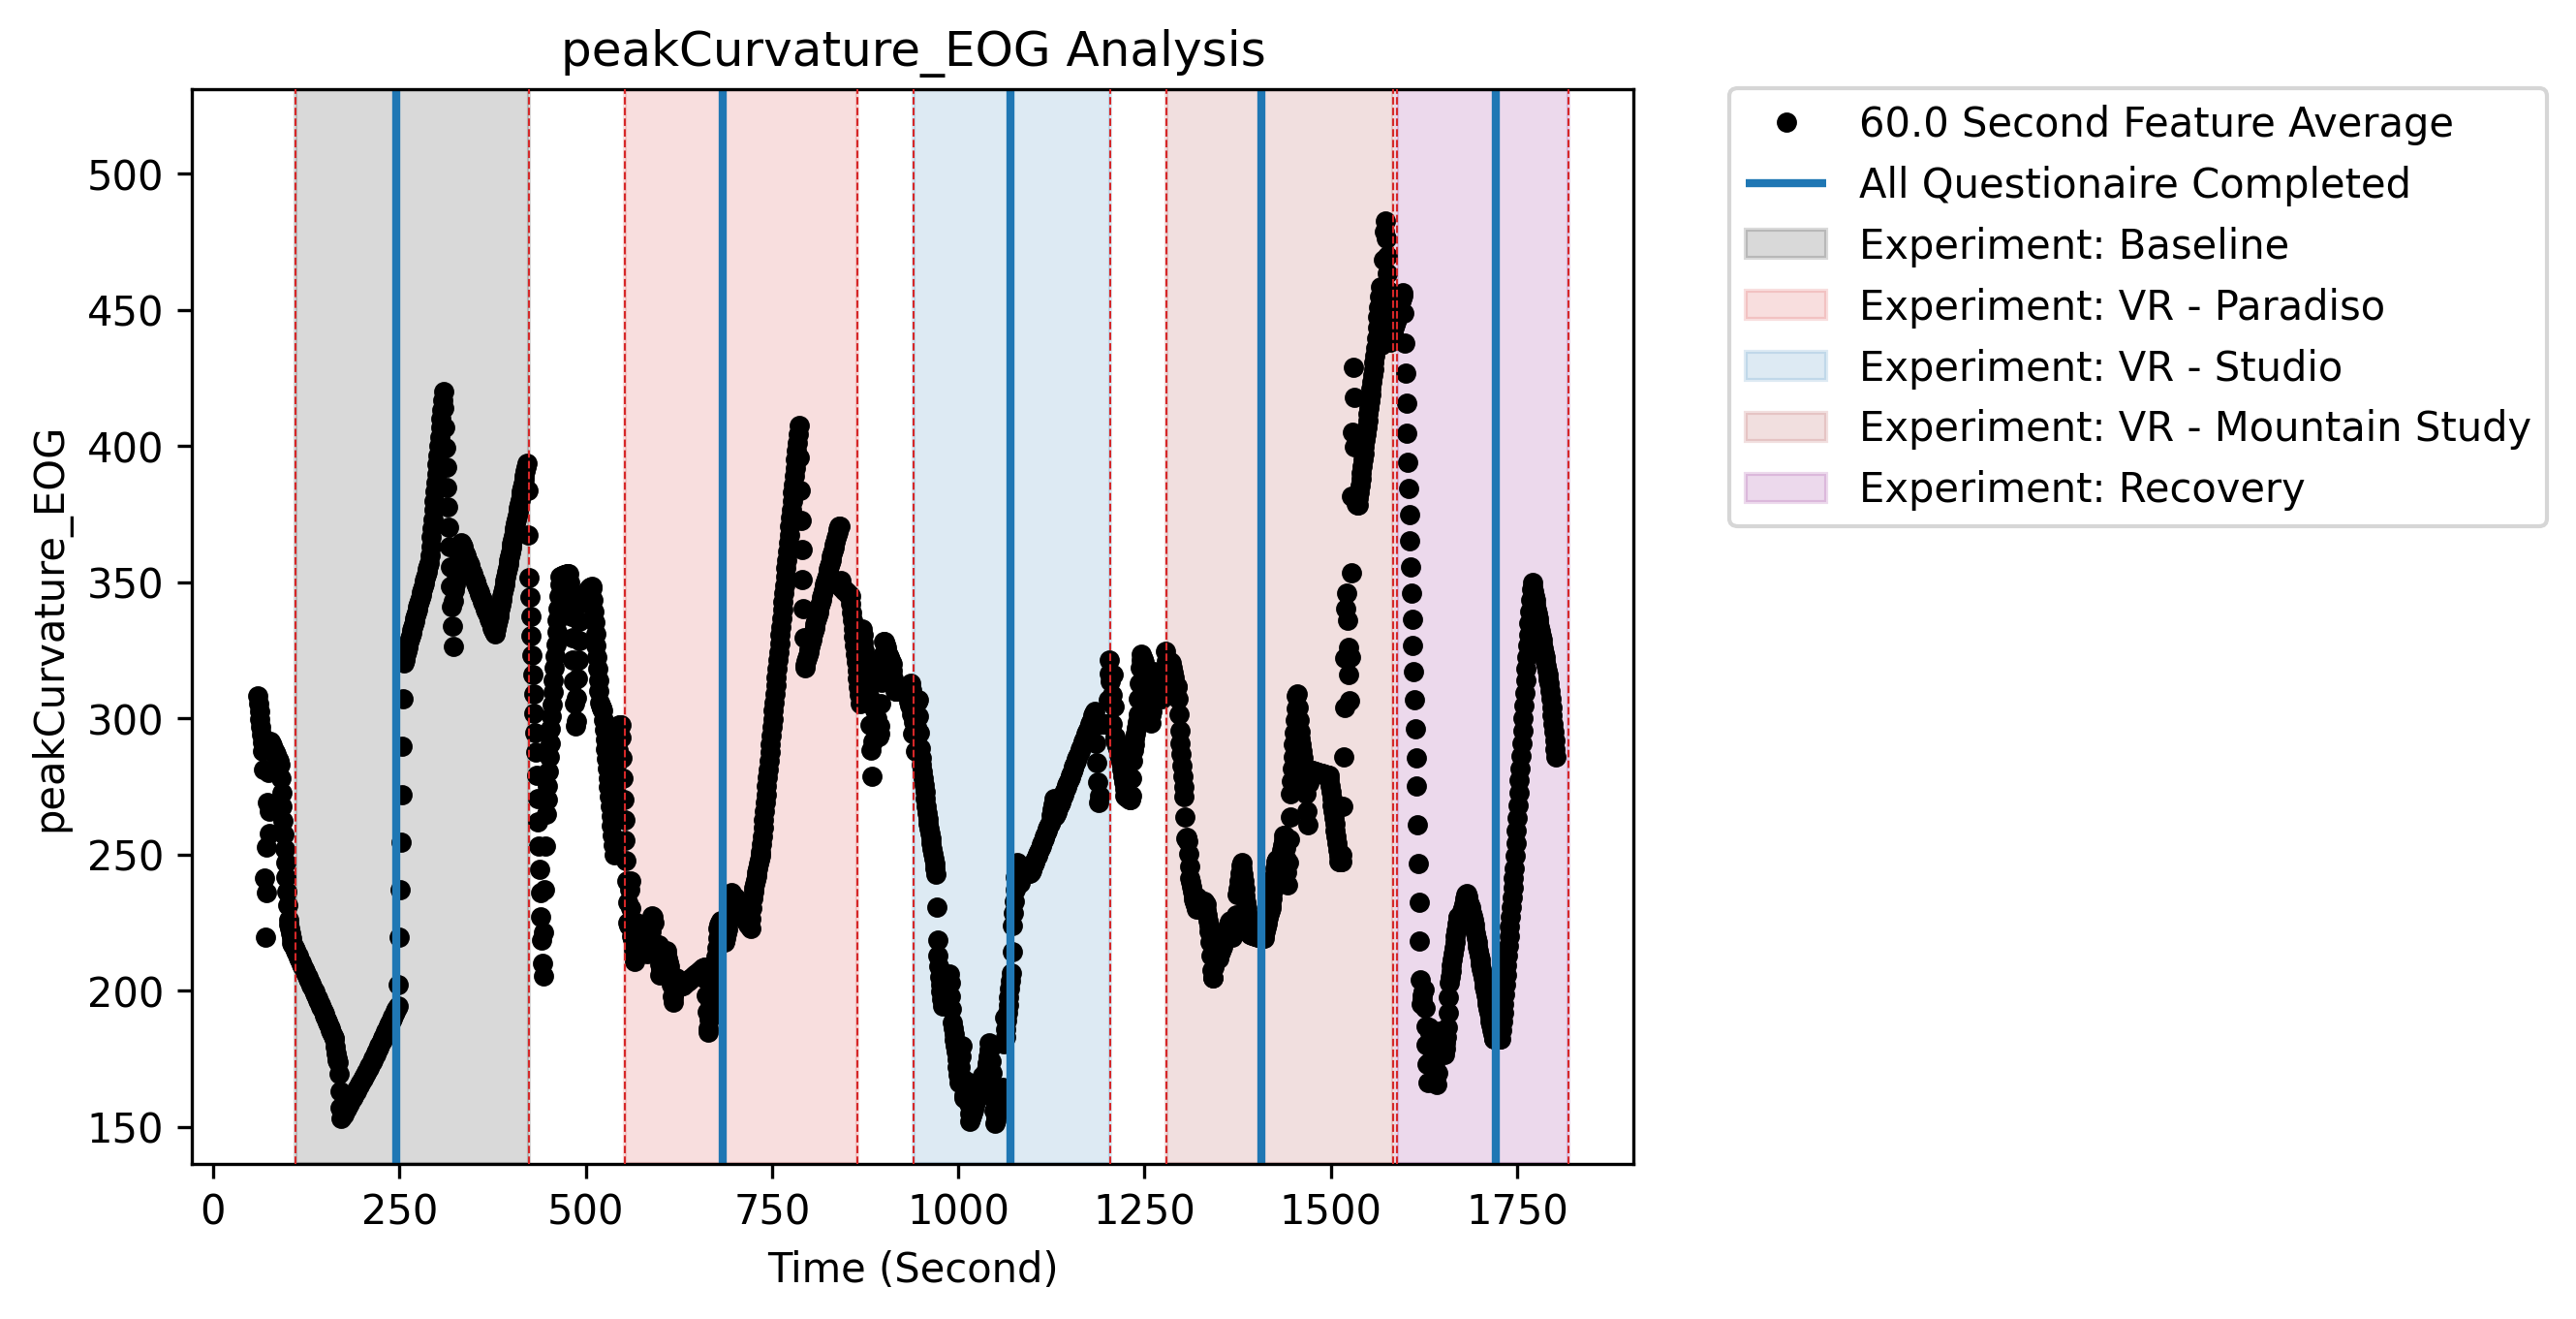 peakCurvature_EOG Analysis
500
450
400
350
300
250
200
150
peakCurvature_EOG
0 250 500 750 1000 1250 1500 1750
Time (Second)
60.0 Second Feature Average
All Questionaire Completed
Experiment: Baseline
Experiment: VR - Paradiso
Experiment: VR - Studio
Experiment: VR - Mountain Study
Experiment: Recovery